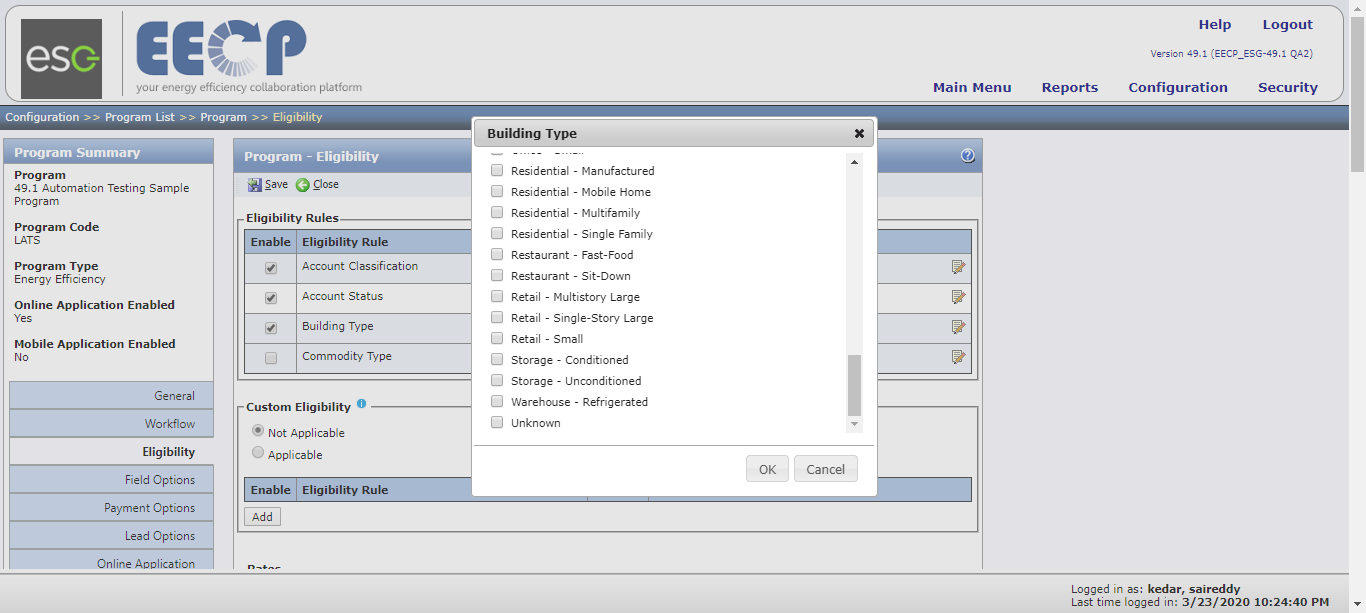 esg
EECP
your energy efficiency collaboration platform
Help Logout
Version 49.1 (EECP_ESG-49.1 QA2)
Main Menu Reports Configuration Security
Configuration >> Program List >> Program >> Eligibility
Program Summary
Program
49.1 Automation Testing Sample
Program
Program Code
LATS
Program Type
Energy Efficiency
Online Application Enabled
Yes
Mobile Application Enabled
No
General
Workflow
Eligibility
Field Options
Payment Options
Lead Options
Online Application
Program - Eligibility
Save Close
Eligibility Rules
Enable Eligibility Rule
Account Classification
Account Status
Building Type
Commodity Type
Custom Eligibility
Not Applicable
Applicable
Enable Eligibility Rule
Add
Rates
Building Type
Residential - Manufactured
Residential - Mobile Home
Residential - Multifamily
Residential - Single Family
Restaurant - Fast-Food
Restaurant - Sit-Down
Retail - Multistory Large
Retail - Single-Story Large
Retail - Small
Storage - Conditioned
Storage - Unconditioned
Warehouse - Refrigerated
Unknown
OK Cancel
Logged in as: kedar, saireddy
Last time logged in: 3/23/2020 10:24:40 PM